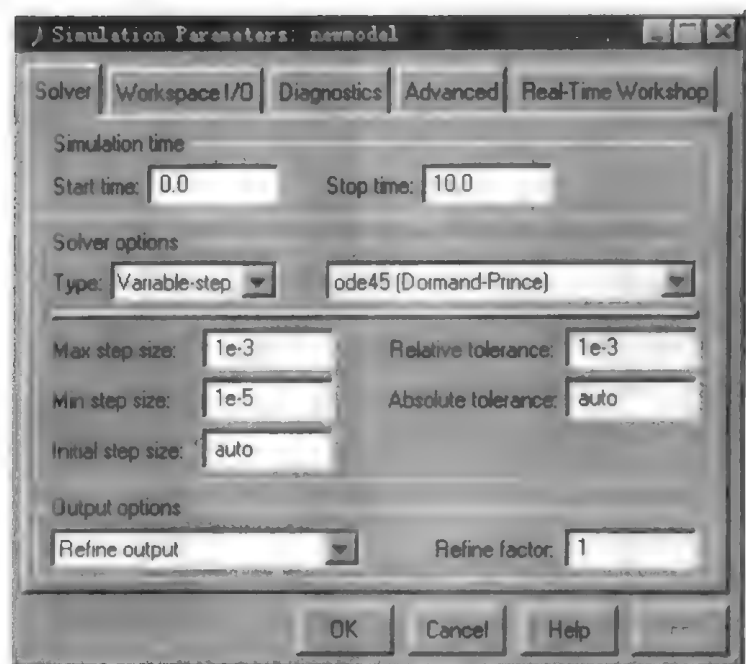 Simulation Parameters: newmodel
Solver Workspace I/O Diagnostics Advanced Real-Time Workshop
Simulation time
Start time: 0.0 Stop time: 10.0
Solver options
Type: Variable-step ode45 (Dormand-Prince)
Max step size: 1e-3 Relative tolerance: 1e-3
Min step size: 1e-5 Absolute tolerance: auto
Initial step size: auto
Output options
Refine output Refine factor: 1
OK Cancel Help